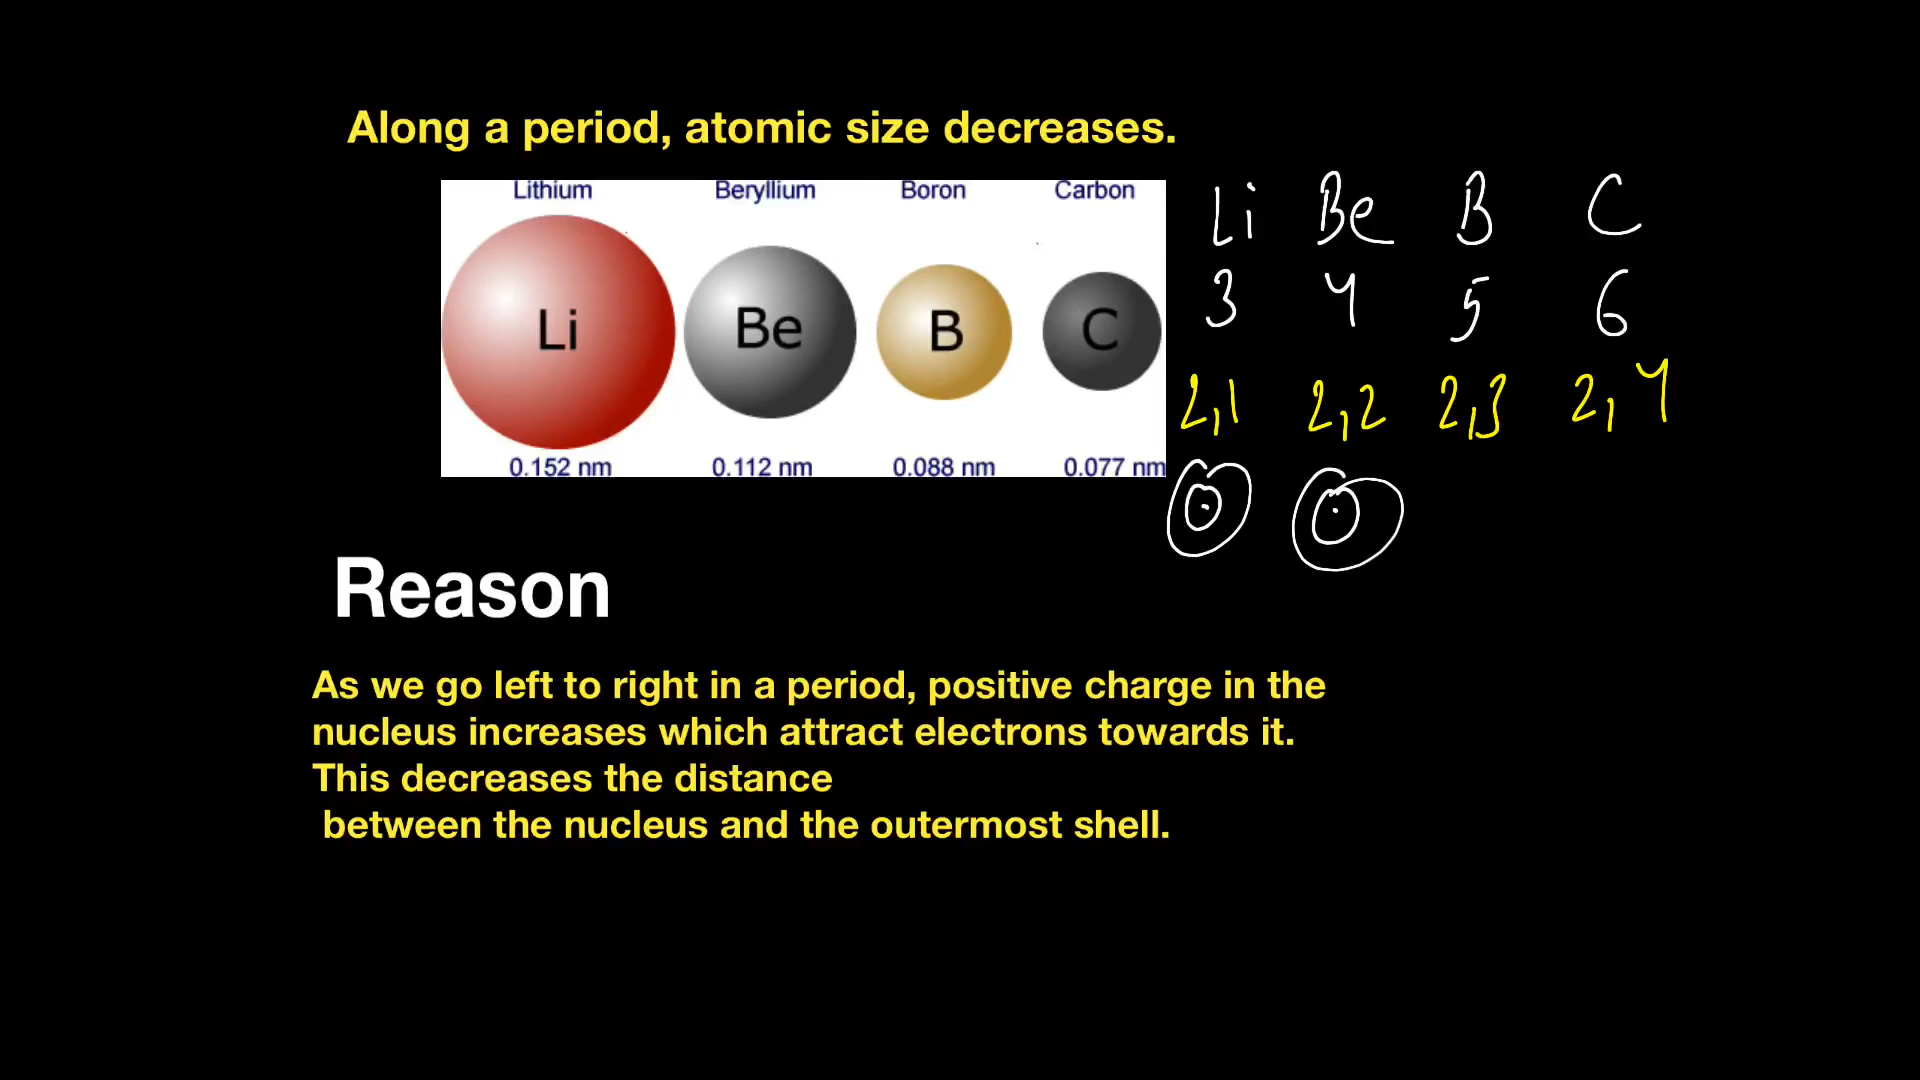 Along a period, atomic size decreases.
Lithium Beryllium Boron Carbon
Li Be B C
0.152 nm 0.112 nm 0.088 nm 0.077 nm
Li Be B C
3 4 5 6
2,1 2,2 2,3 2,4
Reason
As we go left to right in a period, positive charge in the
nucleus increases which attract electrons towards it.
This decreases the distance
between the nucleus and the outermost shell.